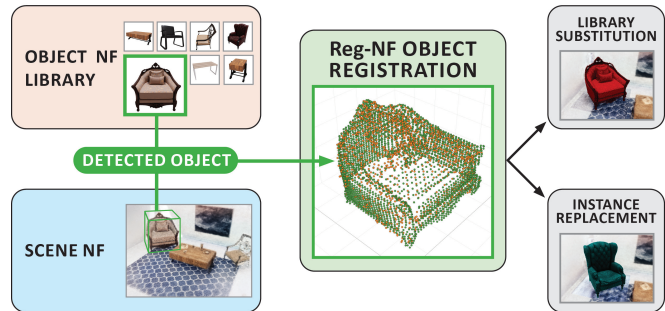 OBJECT NF
LIBRARY
DETECTED OBJECT
SCENE NF
Reg-NF OBJECT
REGISTRATION
LIBRARY
SUBSTITUTION
INSTANCE
REPLACEMENT